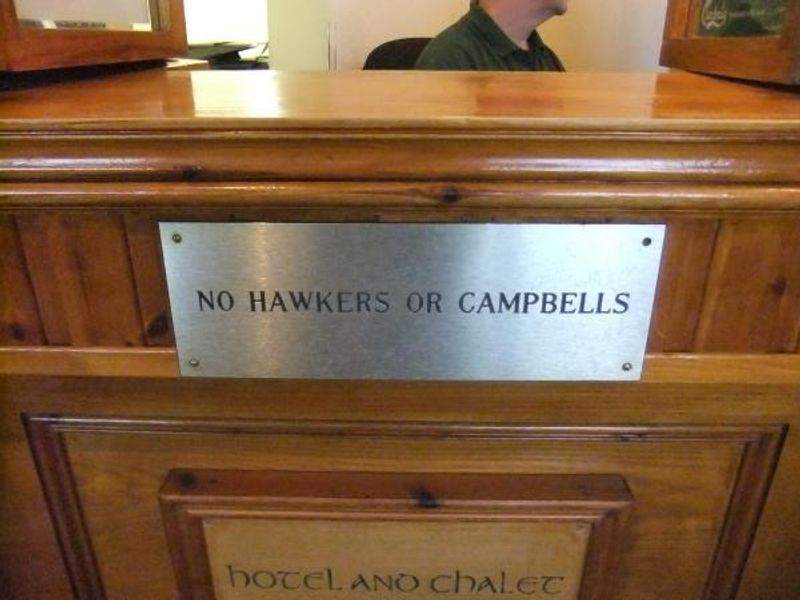 NO HAWKERS OR CAMPBELLS
HOTEL AND CHALET